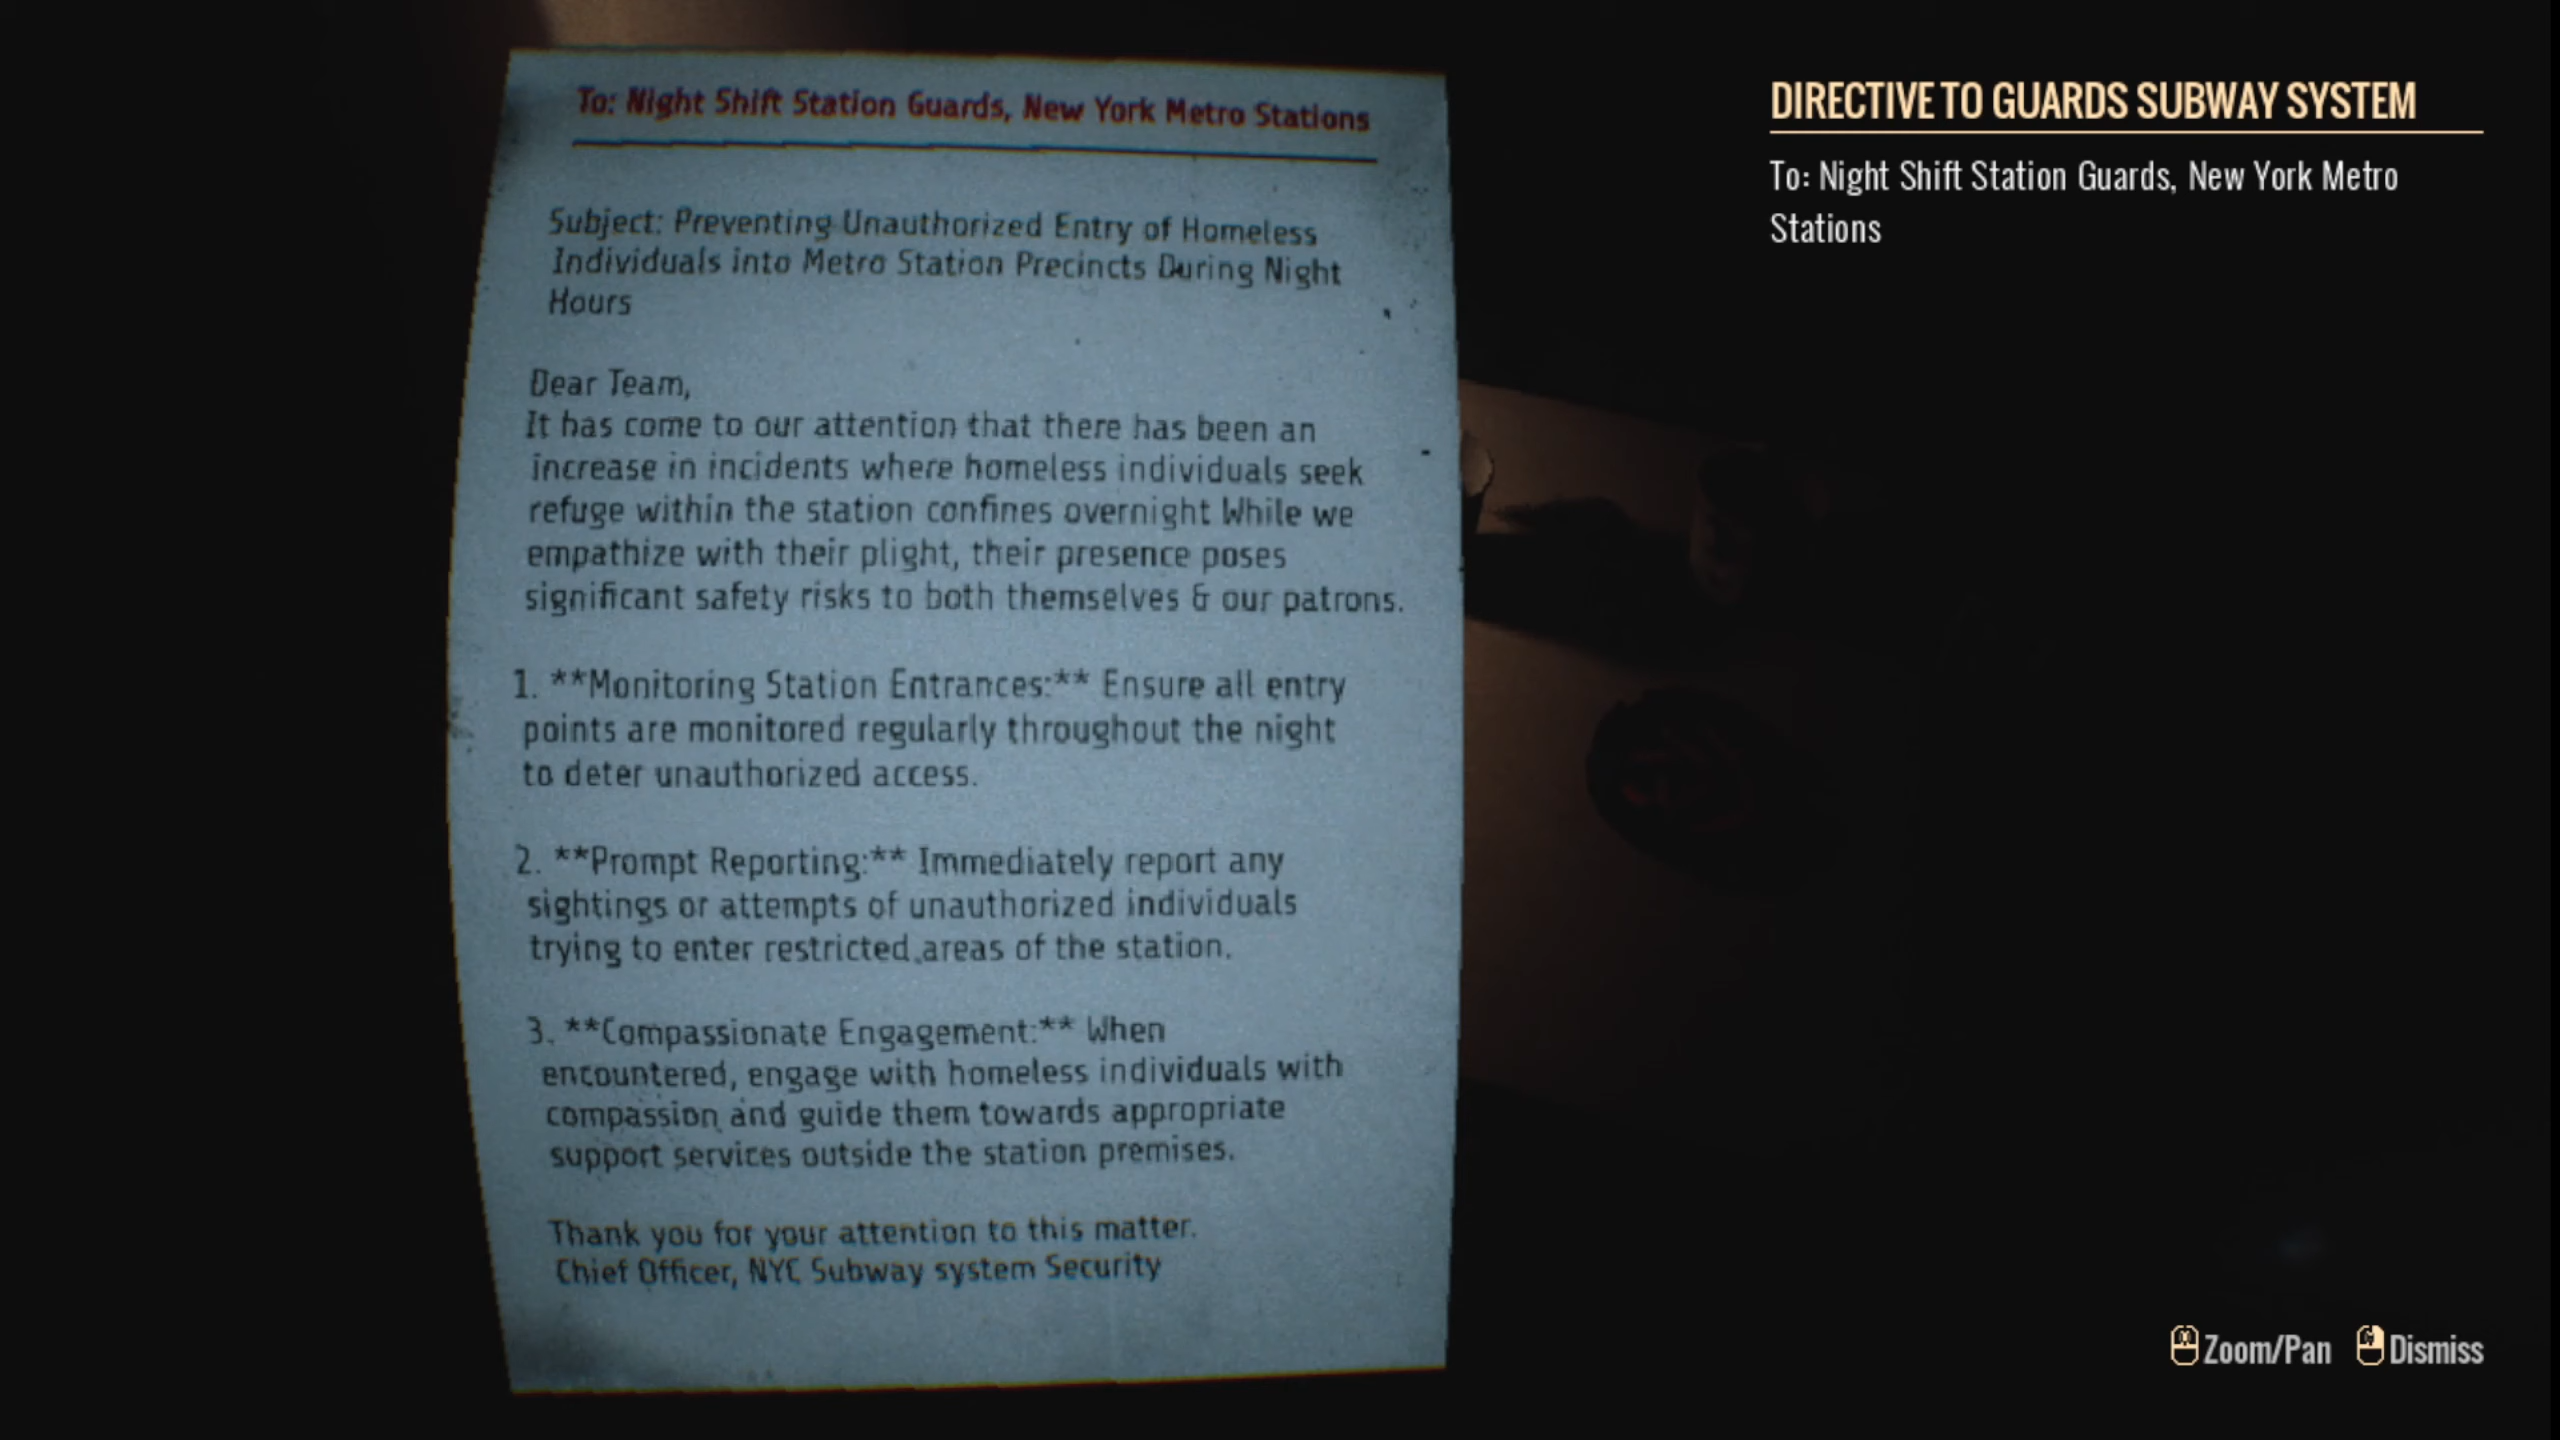 To: Night Shift Station Guards, New York Metro Stations
Subject: Preventing Unauthorized Entry of Homeless
Individuals into Metro Station Precincts During Night
Hours
Dear Team,
It has come to our attention that there has been an
increase in incidents where homeless individuals seek
refuge within the station confines overnight While we
empathize with their plight, their presence poses
significant safety risks to both themselves & our patrons.
1. **Monitoring Station Entrances:** Ensure all entry
points are monitored regularly throughout the night
to deter unauthorized access.
2. **Prompt Reporting:** Immediately report any
sightings or attempts of unauthorized individuals
trying to enter restricted areas of the station.
3. **Compassionate Engagement:** When
encountered, engage with homeless individuals with
compassion and guide them towards appropriate
support services outside the station premises.
Thank you for your attention to this matter.
Chief Officer, NYC Subway system Security
DIRECTIVE TO GUARDS SUBWAY SYSTEM
To: Night Shift Station Guards, New York Metro
Stations
Zoom/Pan Dismiss